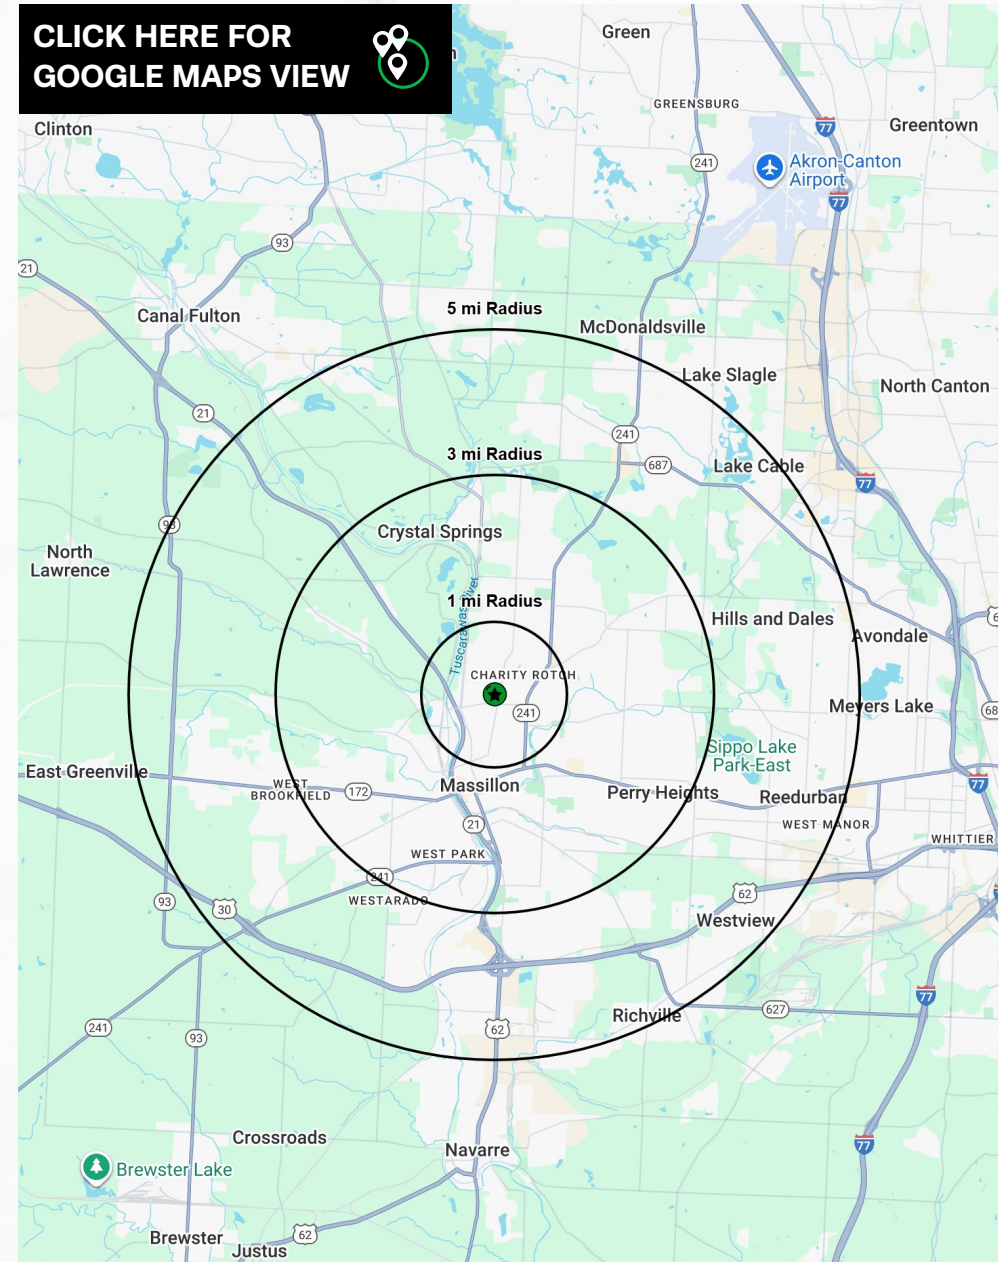 CLICK HERE FOR
GOOGLE MAPS VIEW
Green
GREENSBURG
Clinton
77
Greentown
241
Akron-Canton
Airport
77
93
21
Canal Fulton
5 mi Radius
McDonaldsville
Lake Slagle
North Canton
21
241
3 mi Radius
687
Lake Cable
77
93
Crystal Springs
North
Lawrence
1 mi Radius
Tuscarawas River
Hills and Dales
Avondale
CHARITY ROTCH
241
Meyers Lake
68
Sippo Lake
Park-East
East Greenville
WEST
BROOKFIELD
172
Massillon
Perry Heights
Reedurban
77
21
WEST MANOR
WHITTIER
WEST PARK
241
62
WESTARADO
93
30
Westview
77
Richville
627
241
93
62
Crossroads
77
Navarre
Brewster Lake
Brewster
62
Justus